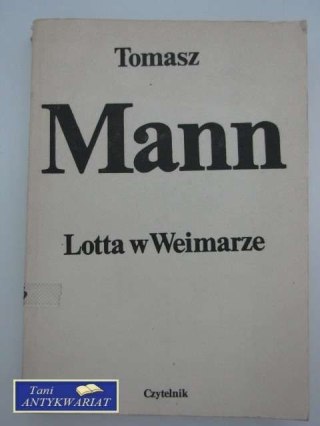 Tomasz
Mann
Lotta w Weimarze
Czytelnik
Tani
ANTYKWARIAT